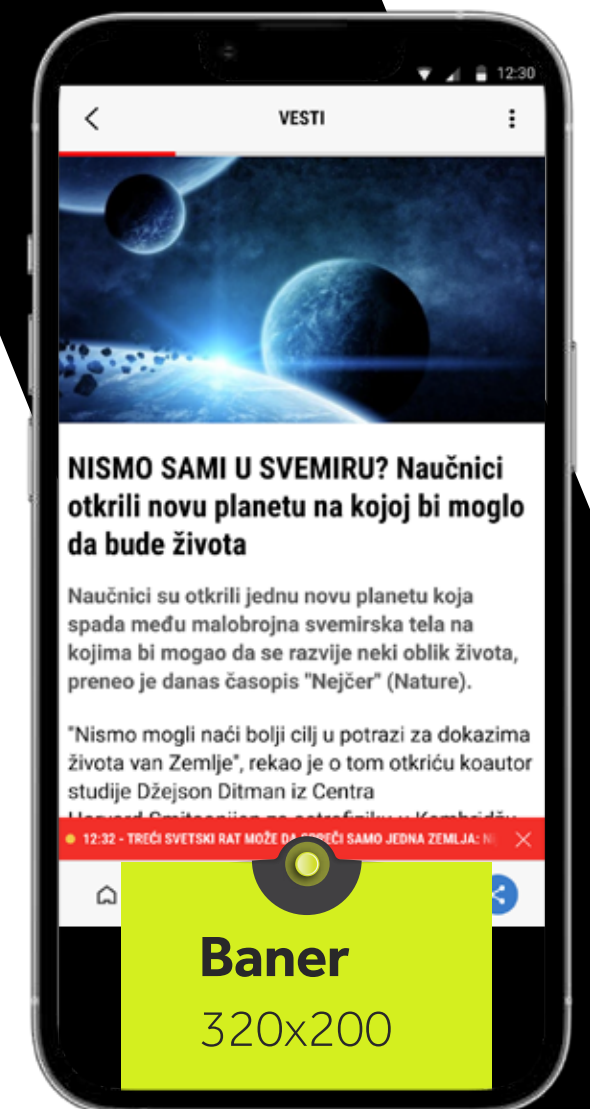 12:30
VESTI
NISMO SAMI U SVEMIRU? Naučnici
otkrili novu planetu na kojoj bi moglo
da bude života
Naučnici su otkrili jednu novu planetu koja
spada među malobrojna svemirska tela na
kojima bi mogao da se razvije neki oblik života,
preneo je danas časopis "Nejčer" (Nature).
"Nismo mogli naći bolji cilj u potrazi za dokazima
života van Zemlje", rekao je o tom otkriću koautor
studije Džejson Ditman iz Centra
12:32 - TREĆI SVETSKI RAT MOŽE DA SPREČI SAMO JEDNA ZEMLJA:
Baner
320x200